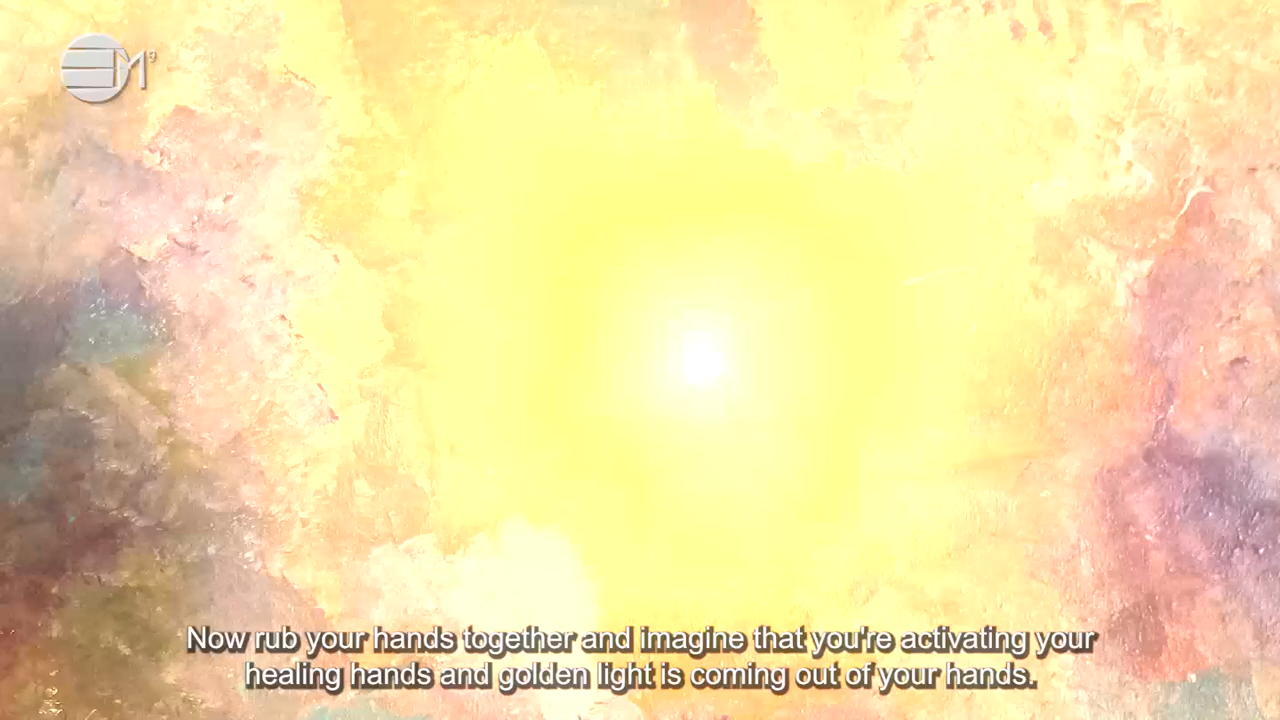 M³
Now rub your hands together and imagine that you're activating your
healing hands and golden light is coming out of your hands.